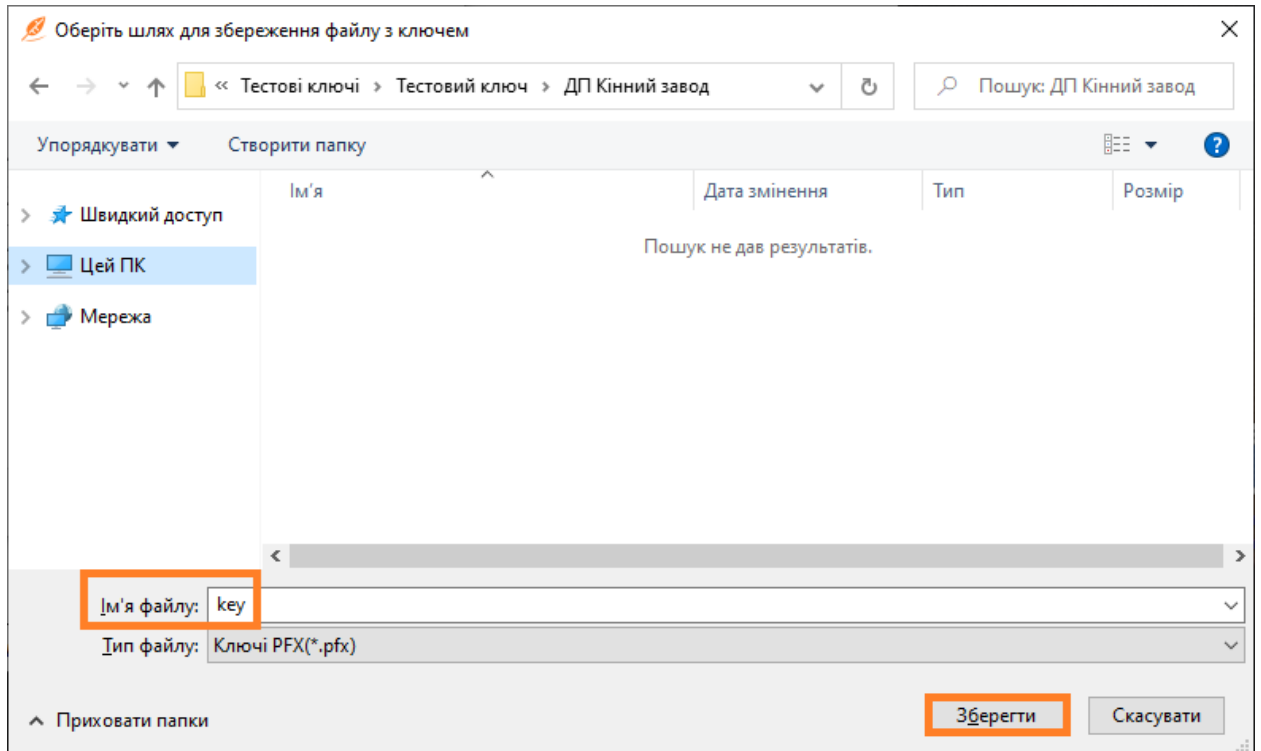 Оберіть шлях для збереження файлу з ключем
« Тестові ключі › Тестовий ключ › ДП Кінний завод
Пошук: ДП Кінний завод
Упорядкувати
Створити папку
Ім’я Дата змінення Тип Розмір
Швидкий доступ
Пошук не дав результатів.
Цей ПК
Мережа
Ім'я файлу: key
Тип файлу: Ключі PFX(*.pfx)
Приховати папки
Зберегти
Скасувати